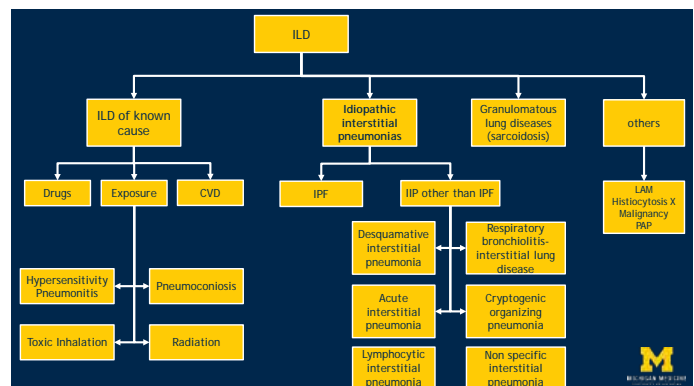 ILD
ILD of known
cause
Idiopathic
interstitial
pneumonias
Granulomatous
lung diseases
(sarcoidosis)
others
Drugs
Exposure
CVD
IPF
IIP other than IPF
LAM
Histiocytosis X
Malignancy
PAP
Desquamative
interstitial
pneumonia
Respiratory
bronchiolitis-
interstitial lung
disease
Hypersensitivity
Pneumonitis
Pneumoconiosis
Acute
interstitial
pneumonia
Cryptogenic
organizing
pneumonia
Toxic Inhalation
Radiation
Lymphocytic
interstitial
pneumonia
Non specific
interstitial
pneumonia
M
MICHIGAN MEDICINE